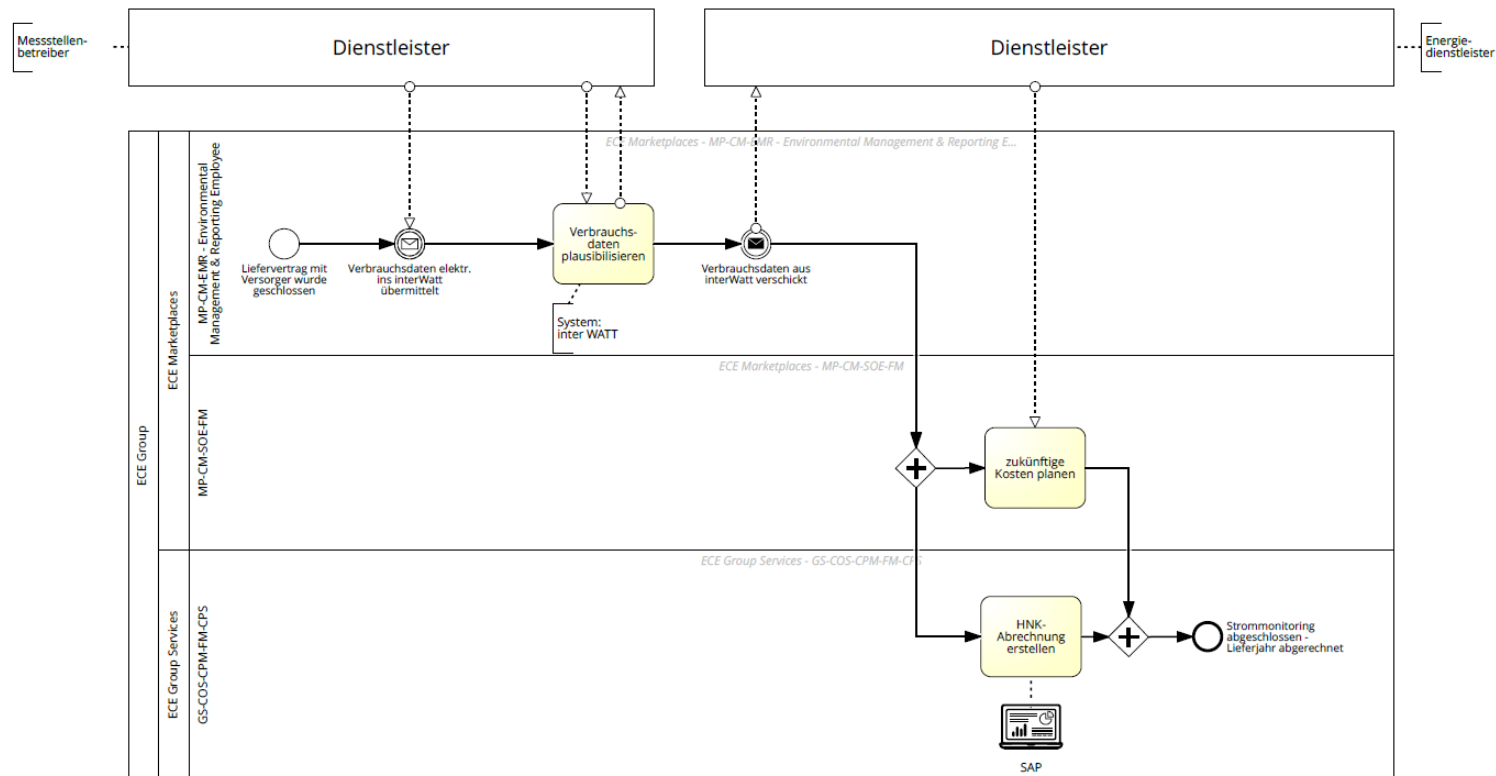 Messstellen-
betreiber
Dienstleister
Dienstleister
Energie-
dienstleister
ECE Group
ECE Marketplaces
MP-CM-EMR - Environmental
Management & Reporting Employee
ECE Marketplaces - MP-CM-EMR - Environmental Management & Reporting E...
Liefervertrag mit
Versorger wurde
geschlossen
Verbrauchsdaten elektr.
ins interWatt
übermittelt
Verbrauchs-
daten
plausibilisieren
System:
inter WATT
Verbrauchsdaten aus
interWatt verschickt
MP-CM-SOE-FM
ECE Marketplaces - MP-CM-SOE-FM
zukünftige
Kosten planen
ECE Group Services
GS-COS-CPM-FM-CPS
ECE Group Services - GS-COS-CPM-FM-CPS
HNK-
Abrechnung
erstellen
Strommonitoring
abgeschlossen -
Lieferjahr abgerechnet
SAP